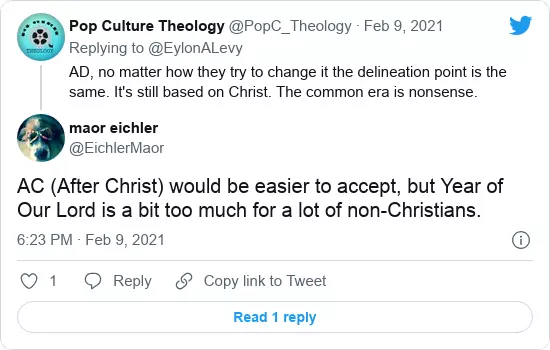 Pop Culture Theology @PopC_Theology · Feb 9, 2021
Replying to @EylonALevy
AD, no matter how they try to change it the delineation point is the
same. It's still based on Christ. The common era is nonsense.
maor eichler
@EichlerMaor
AC (After Christ) would be easier to accept, but Year of
Our Lord is a bit too much for a lot of non-Christians.
6:23 PM · Feb 9, 2021
1 Reply Copy link to Tweet
Read 1 reply